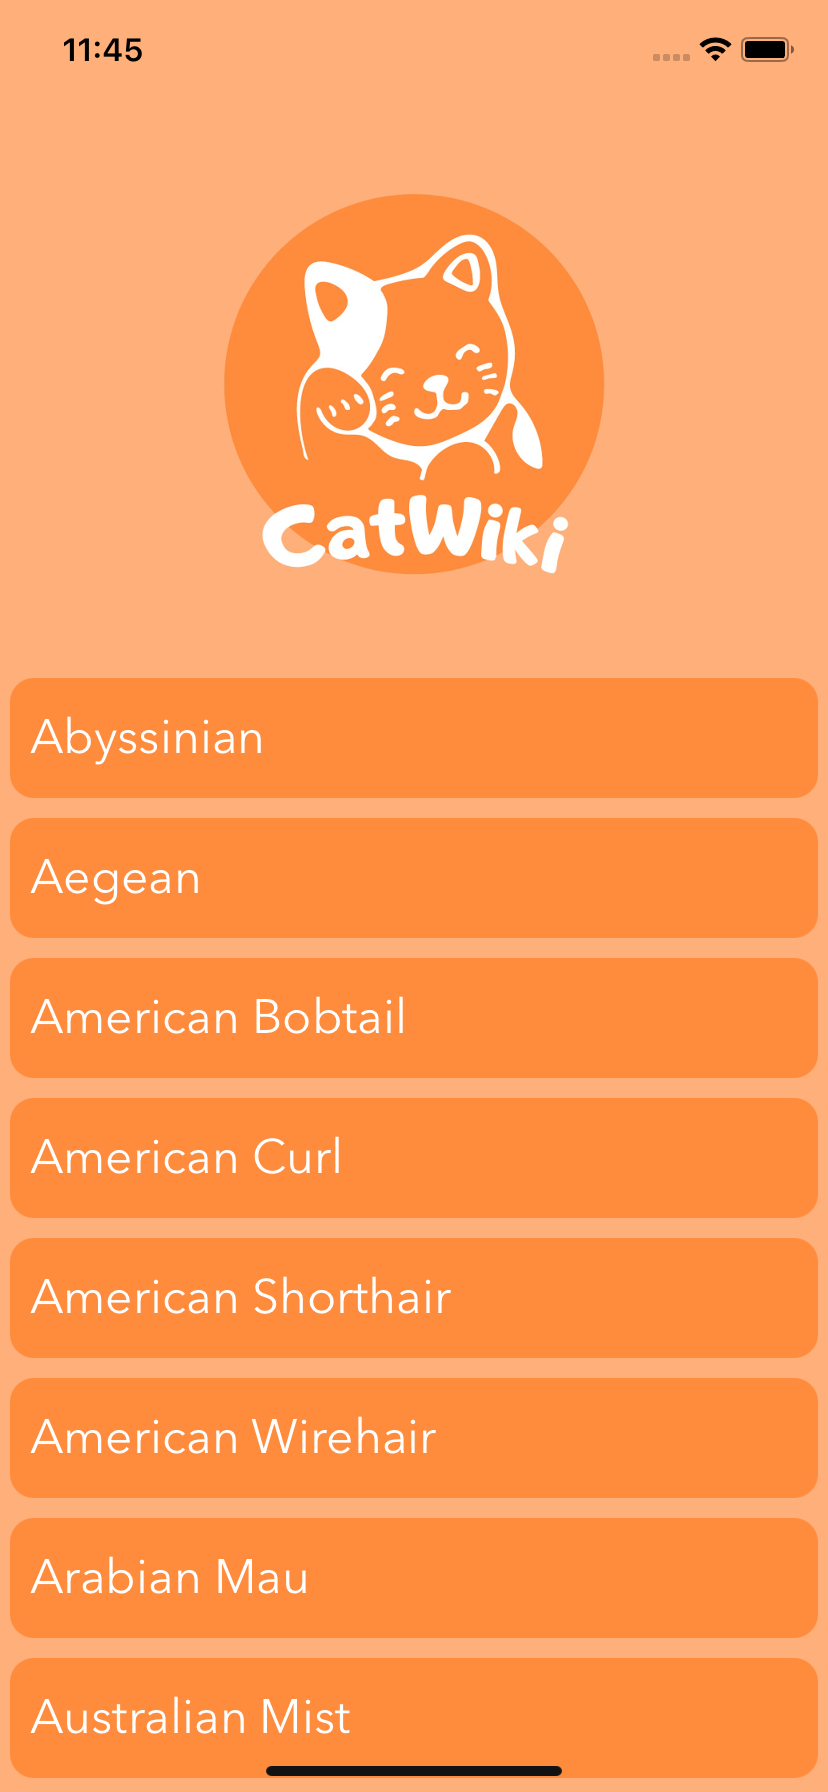 11:45
CatWiki
Abyssinian
Aegean
American Bobtail
American Curl
American Shorthair
American Wirehair
Arabian Mau
Australian Mist